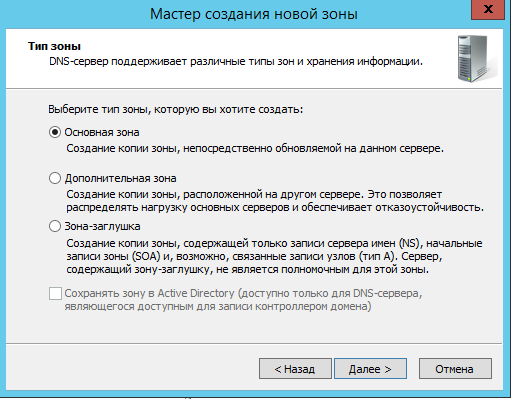 Мастер создания новой зоны
x
Тип зоны
DNS-сервер поддерживает различные типы зон и хранения информации.
Выберите тип зоны, которую вы хотите создать:
Основная зона
Создание копии зоны, непосредственно обновляемой на данном сервере.
Дополнительная зона
Создание копии зоны, расположенной на другом сервере. Это позволяет
распределять нагрузку основных серверов и обеспечивает отказоустойчивость.
Зона-заглушка
Создание копии зоны, содержащей только записи сервера имен (NS), начальные
записи зоны (SOA) и, возможно, связанные записи узлов (тип A). Сервер,
содержащий зону-заглушку, не является полномочным для этой зоны.
Сохранять зону в Active Directory (доступно только для DNS-сервера,
являющегося доступным для записи контроллером домена)
< Назад
Далее >
Отмена